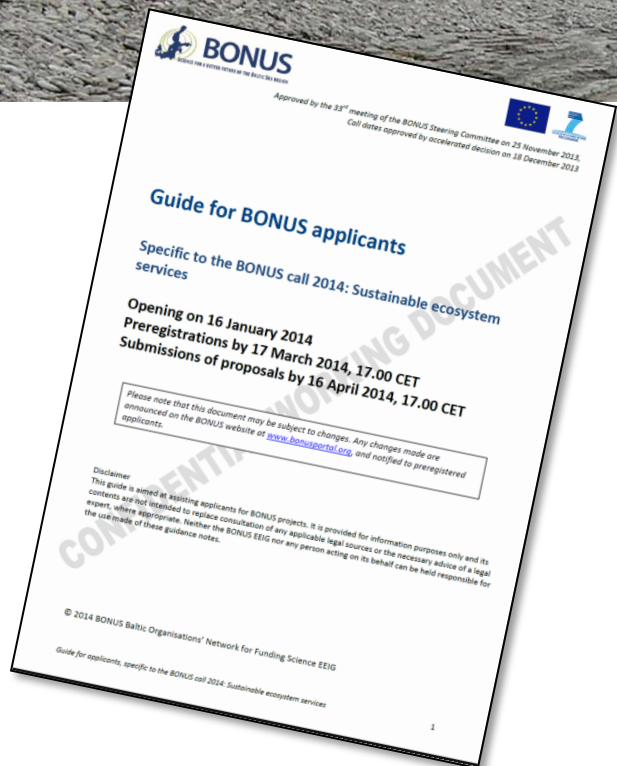 BONUS
SCIENCE FOR A BETTER FUTURE OF THE BALTIC SEA REGION
Approved by the 33rd meeting of the BONUS Steering Committee on 25 November 2013,
Call dates approved by accelerated decision on 18 December 2013
Guide for BONUS applicants
Specific to the BONUS call 2014: Sustainable ecosystem
services
Opening on 16 January 2014
Preregistrations by 17 March 2014, 17.00 CET
Submissions of proposals by 16 April 2014, 17.00 CET
CONFIDENTIAL WORKING DOCUMENT
Please note that this document may be subject to changes. Any changes made are
announced on the BONUS website at www.bonusportal.org, and notified to preregistered
applicants.
Disclaimer
This guide is aimed at assisting applicants for BONUS projects. It is provided for information purposes only and its
contents are not intended to replace consultation of any applicable legal sources or the necessary advice of a legal
expert, where appropriate. Neither the BONUS EEIG nor any person acting on its behalf can be held responsible for
the use made of these guidance notes.
© 2014 BONUS Baltic Organisations' Network for Funding Science EEIG
Guide for applicants, specific to the BONUS call 2014: Sustainable ecosystem services
1